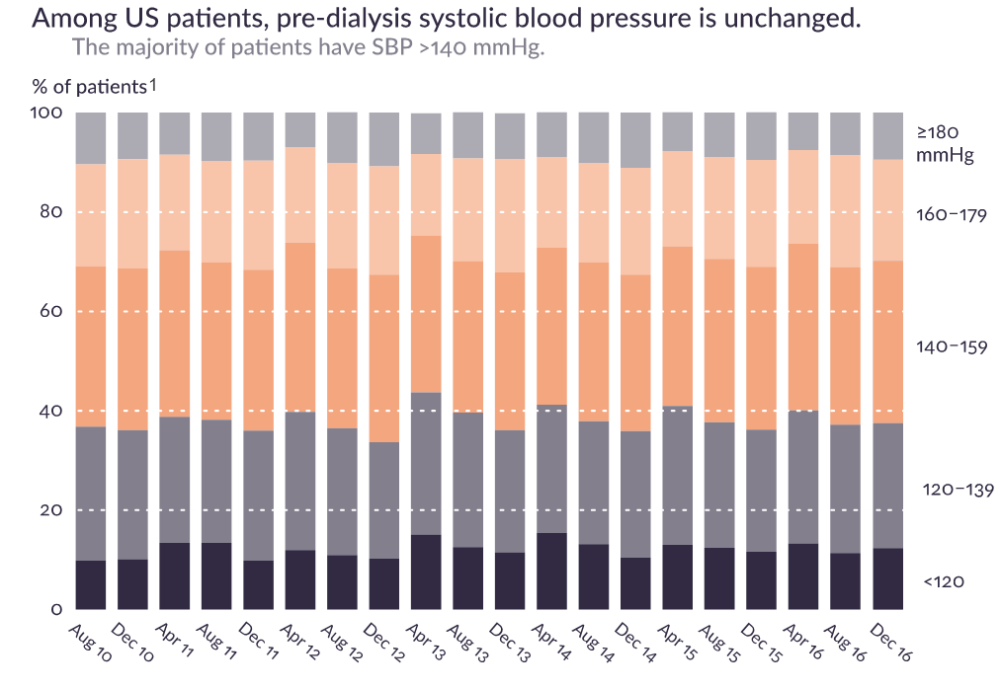 Among US patients, pre-dialysis systolic blood pressure is unchanged.
The majority of patients have SBP >140 mmHg.
% of patients1
100
80
60
40
20
0
≥180
mmHg
160–179
140–159
120–139
<120
Aug 10
Dec 10
Apr 11
Aug 11
Dec 11
Apr 12
Aug 12
Dec 12
Apr 13
Aug 13
Dec 13
Apr 14
Aug 14
Dec 14
Apr 15
Aug 15
Dec 15
Apr 16
Aug 16
Dec 16